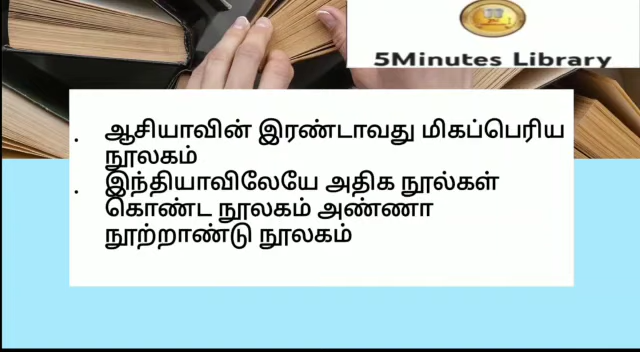 5Minutes Library
. ஆசியாவின் இரண்டாவது மிகப்பெரிய
நூலகம்
. இந்தியாவிலேயே அதிக நூல்கள்
கொண்ட நூலகம் அண்ணா
நூற்றாண்டு நூலகம்